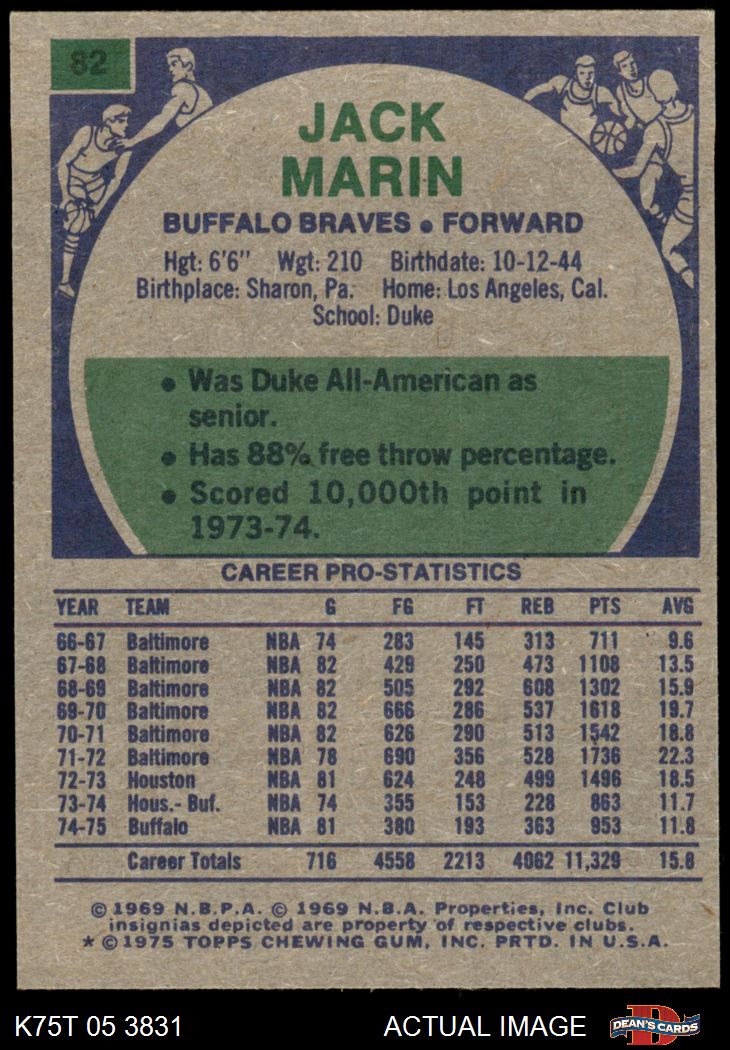 82
JACK
MARIN
BUFFALO BRAVES • FORWARD
Hgt: 6'6" Wgt: 210 Birthdate: 10-12-44
Birthplace: Sharon, Pa. Home: Los Angeles, Cal.
School: Duke
• Was Duke All-American as
senior.
• Has 88% free throw percentage.
• Scored 10,000th point in
1973-74.
CAREER PRO-STATISTICS
YEAR TEAM G FG FT REB PTS AVG
66-67 Baltimore NBA 74 283 145 313 711 9.6
67-68 Baltimore NBA 82 429 250 473 1108 13.5
68-69 Baltimore NBA 82 505 292 608 1302 15.9
69-70 Baltimore NBA 82 666 286 537 1618 19.7
70-71 Baltimore NBA 82 626 290 513 1542 18.8
71-72 Baltimore NBA 78 690 356 528 1736 22.3
72-73 Houston NBA 81 624 248 499 1496 18.5
73-74 Hous.- Buf. NBA 74 355 153 228 863 11.7
74-75 Buffalo NBA 81 380 193 363 953 11.8
Career Totals 716 4558 2213 4062 11,329 15.8
© 1969 N.B.P.A. © 1969 N.B.A. Properties, Inc. Club
insignias depicted are property of respective clubs.
* © 1975 TOPPS CHEWING GUM, INC. PRTD. IN U.S.A.
K75T 05 3831 ACTUAL IMAGE DEAN'S CARDS